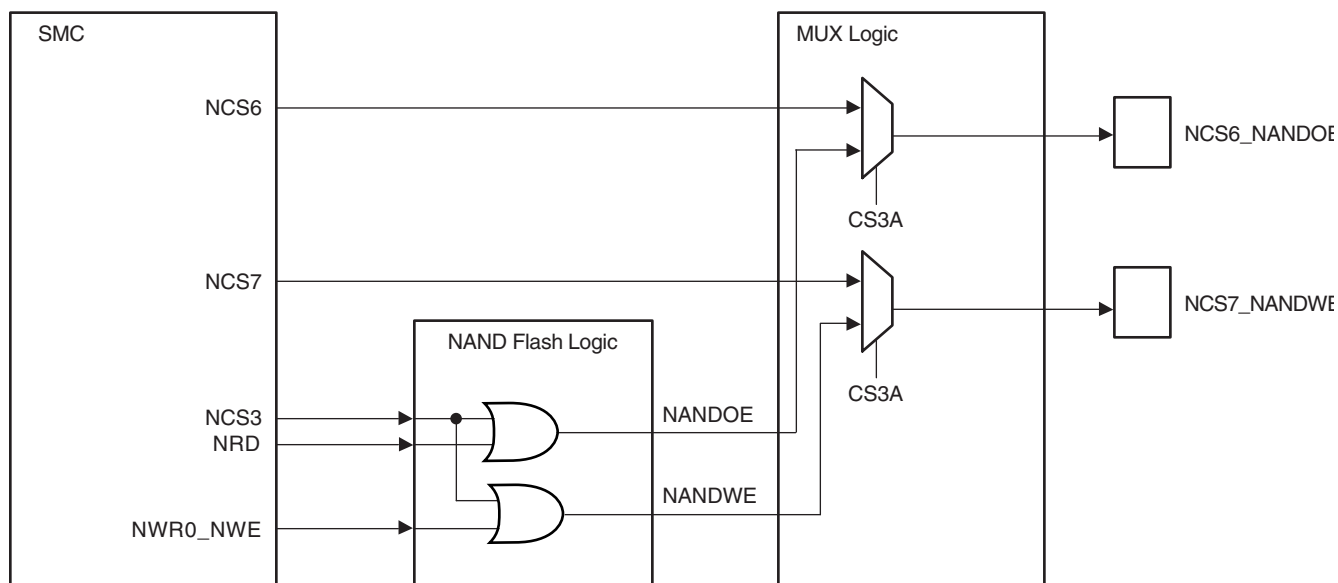 SMC
MUX Logic
NCS6
NCS6_NANDOE
CS3A
NCS7
NCS7_NANDWE
NAND Flash Logic
CS3A
NCS3
NANDOE
NRD
NANDWE
NWR0_NWE